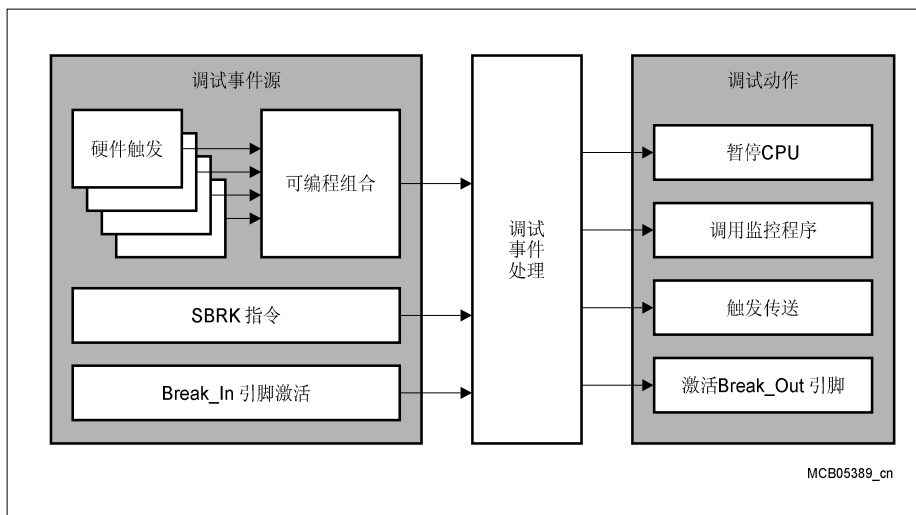 调试事件源
硬件触发
可编程组合
SBRK 指令
Break_In 引脚激活
调试
事件
处理
调试动作
暂停CPU
调用监控程序
触发传送
激活Break_Out 引脚
MCB05389_cn